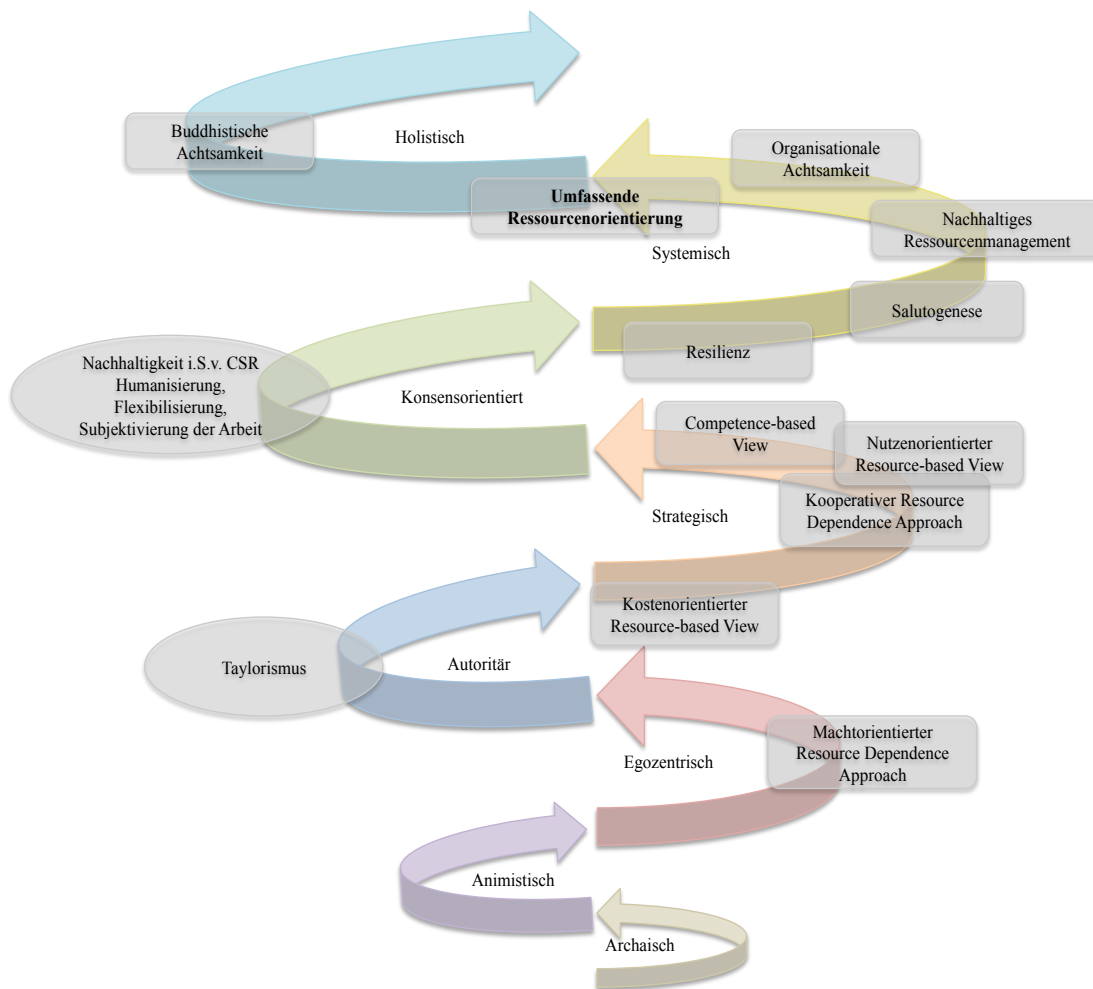 Buddhistische
Achtsamkeit
Holistisch
Organisationale
Achtsamkeit
Umfassende
Ressourcenorientierung
Nachhaltiges
Ressourcenmanagement
Systemisch
Salutogenese
Resilienz
Nachhaltigkeit i.S.v. CSR
Humanisierung,
Flexibilisierung,
Subjektivierung der Arbeit
Konsensorientiert
Competence-based
View
Nutzenorientierter
Resource-based View
Kooperativer Resource
Dependence Approach
Strategisch
Kostenorientierter
Resource-based View
Taylorismus
Autoritär
Machtorientierter
Resource Dependence
Approach
Egozentrisch
Animistisch
Archaisch